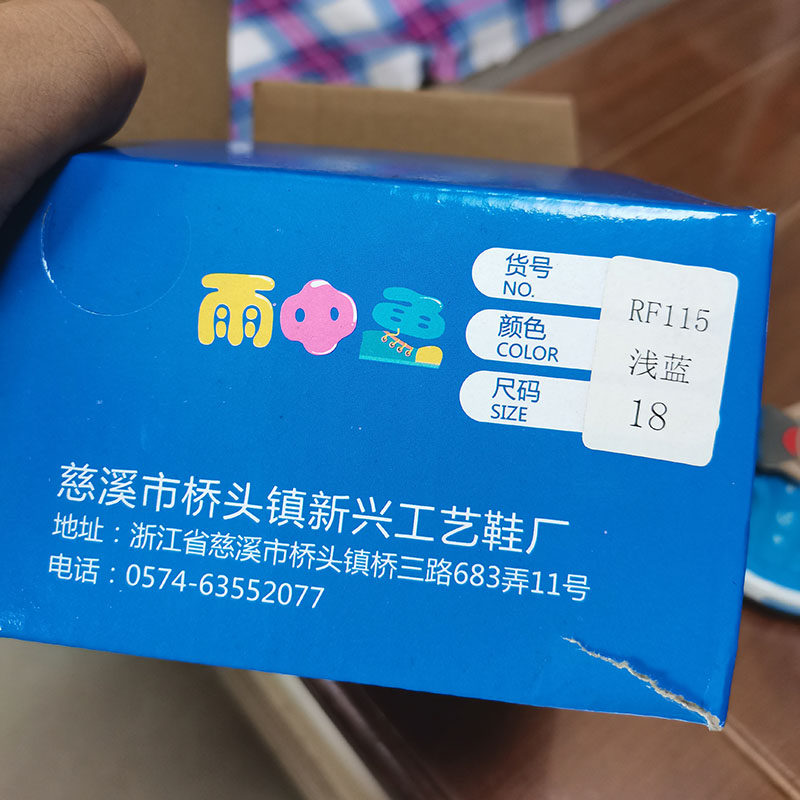 雨中鱼
货号
NO.
RF115
颜色
COLOR
浅蓝
尺码
SIZE
18
慈溪市桥头镇新兴工艺鞋厂
地址：浙江省慈溪市桥头镇桥三路683弄11号
电话：0574-63552077